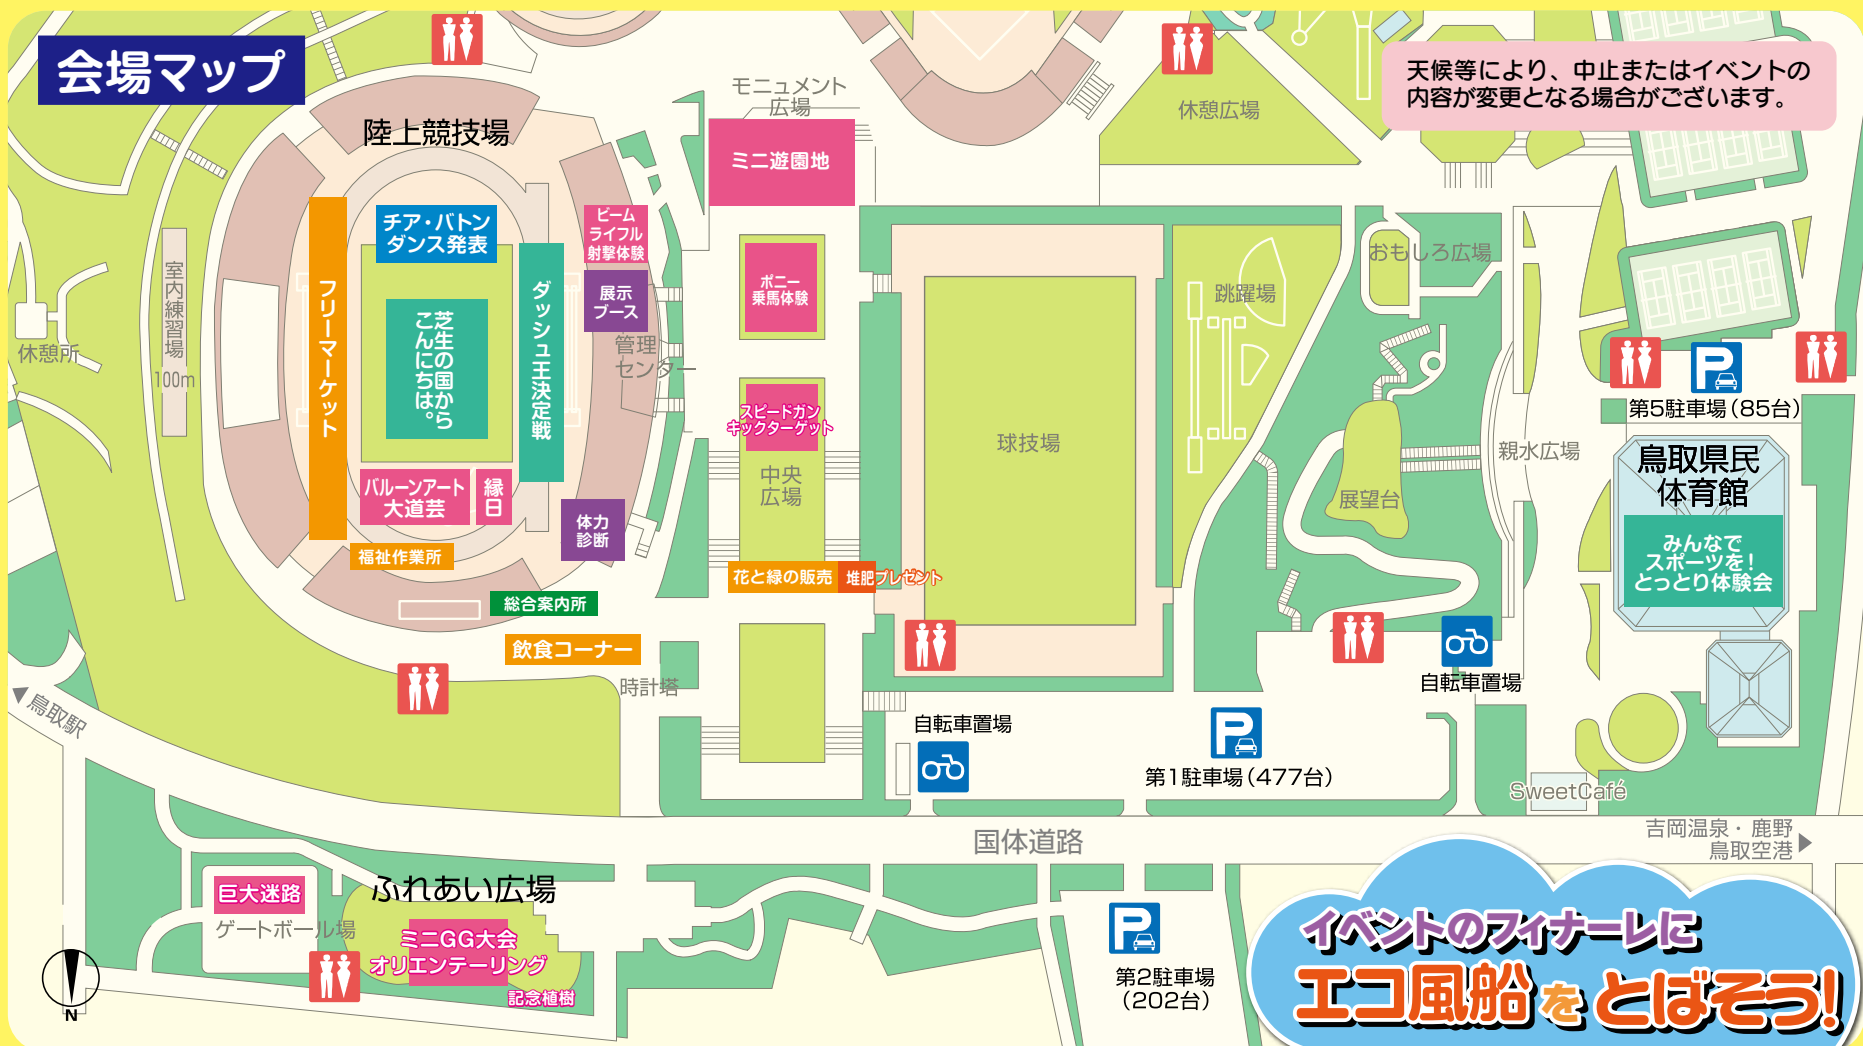 会場マップ
天候等により、中止またはイベントの
内容が変更となる場合がございます。
モニュメント
広場
ミニ遊園地
休憩広場
陸上競技場
チア・バトン
ダンス発表
ビーム
ライフル
射撃体験
展示
ブース
管理
センター
フリーマーケット
芝生の国から
こんにちは。
ダッシュ王決定戦
室内練習場
100m
休憩所
バルーンアート
大道芸
縁日
体力
診断
福祉作業所
総合案内所
飲食コーナー
時計塔
ポニー
乗馬体験
スピードガン
キックターゲット
中央
広場
花と緑の販売
堆肥プレゼント
球技場
跳躍場
おもしろ広場
展望台
親水広場
第5駐車場(85台)
鳥取県民
体育館
みんなで
スポーツを!
とっとり体験会
自転車置場
自転車置場
第1駐車場(477台)
SweetCafé
鳥取駅
国体道路
吉岡温泉・鹿野
鳥取空港
巨大迷路
ゲートボール場
ふれあい広場
ミニGG大会
オリエンテーリング
記念植樹
N
第2駐車場
(202台)
イベントのフィナーレに
エコ風船をとばそう!